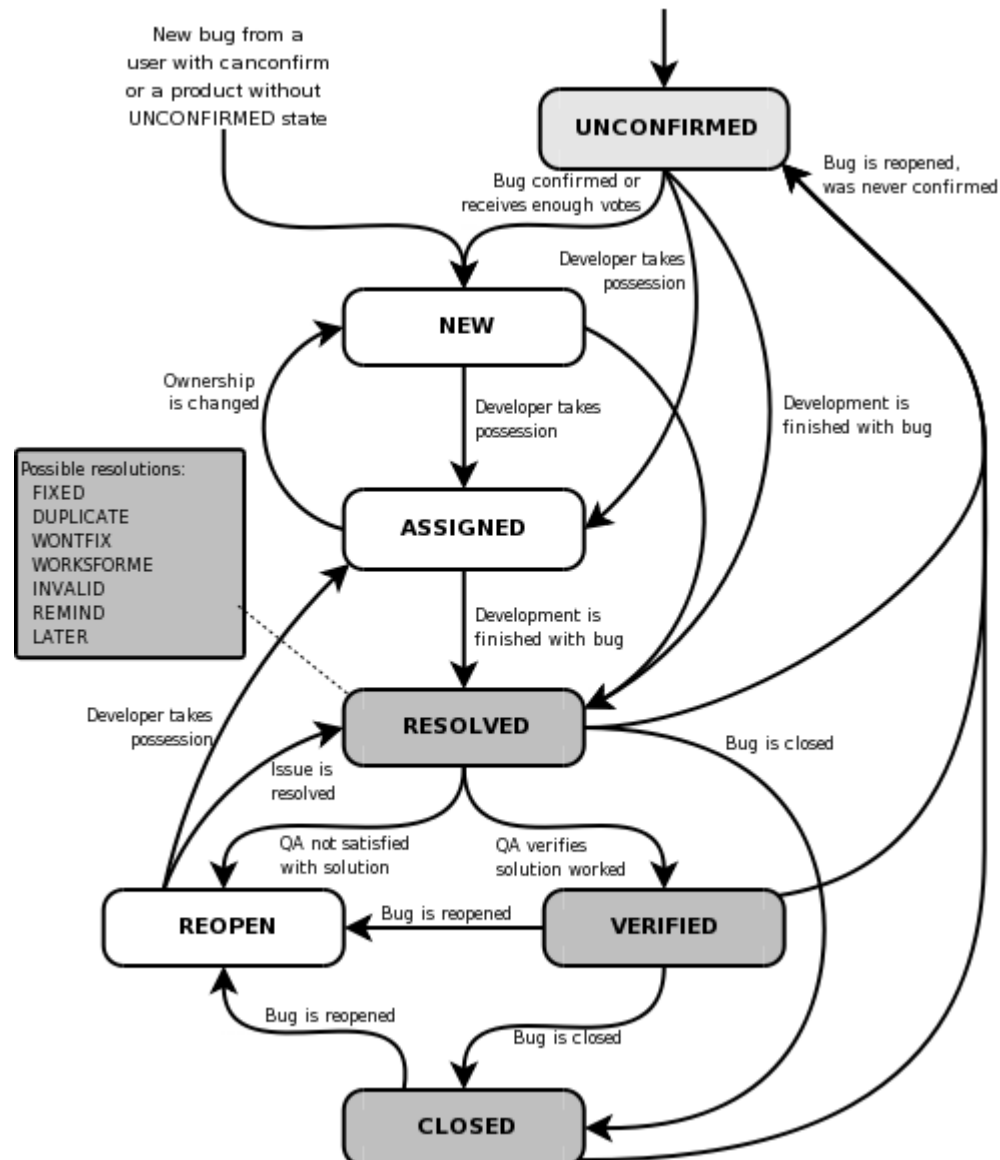 New bug from a
user with canconfirm
or a product without
UNCONFIRMED state
UNCONFIRMED
Bug is reopened,
was never confirmed
Bug confirmed or
receives enough votes
Developer takes
possession
NEW
Ownership
is changed
Developer takes
possession
Development is
finished with bug
Possible resolutions:
FIXED
DUPLICATE
WONTFIX
WORKSFORME
INVALID
REMIND
LATER
ASSIGNED
Development is
finished with bug
RESOLVED
Developer takes
possession
Issue is
resolved
Bug is closed
QA not satisfied
with solution
QA verifies
solution worked
REOPEN
Bug is reopened
VERIFIED
Bug is reopened
Bug is closed
CLOSED